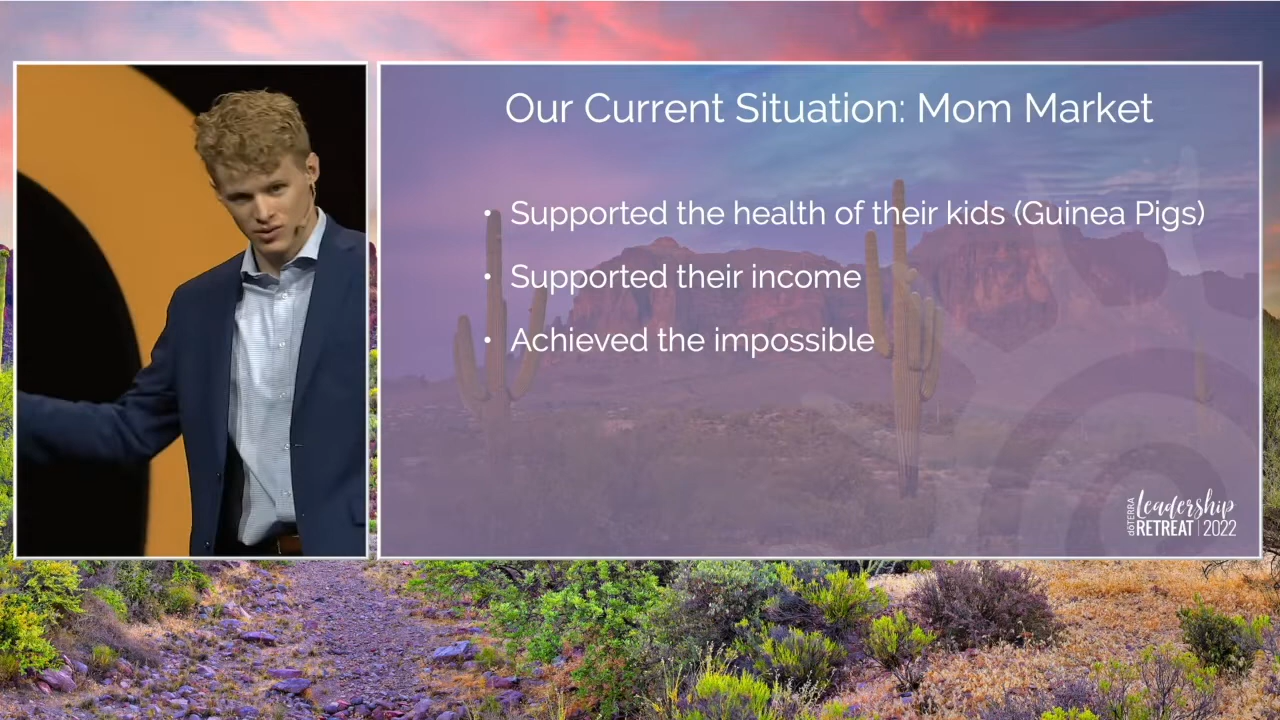 Our Current Situation: Mom Market
• Supported the health of their kids (Guinea Pigs)
• Supported their income
• Achieved the impossible
dōTERRA
Leadership
RETREAT | 2022